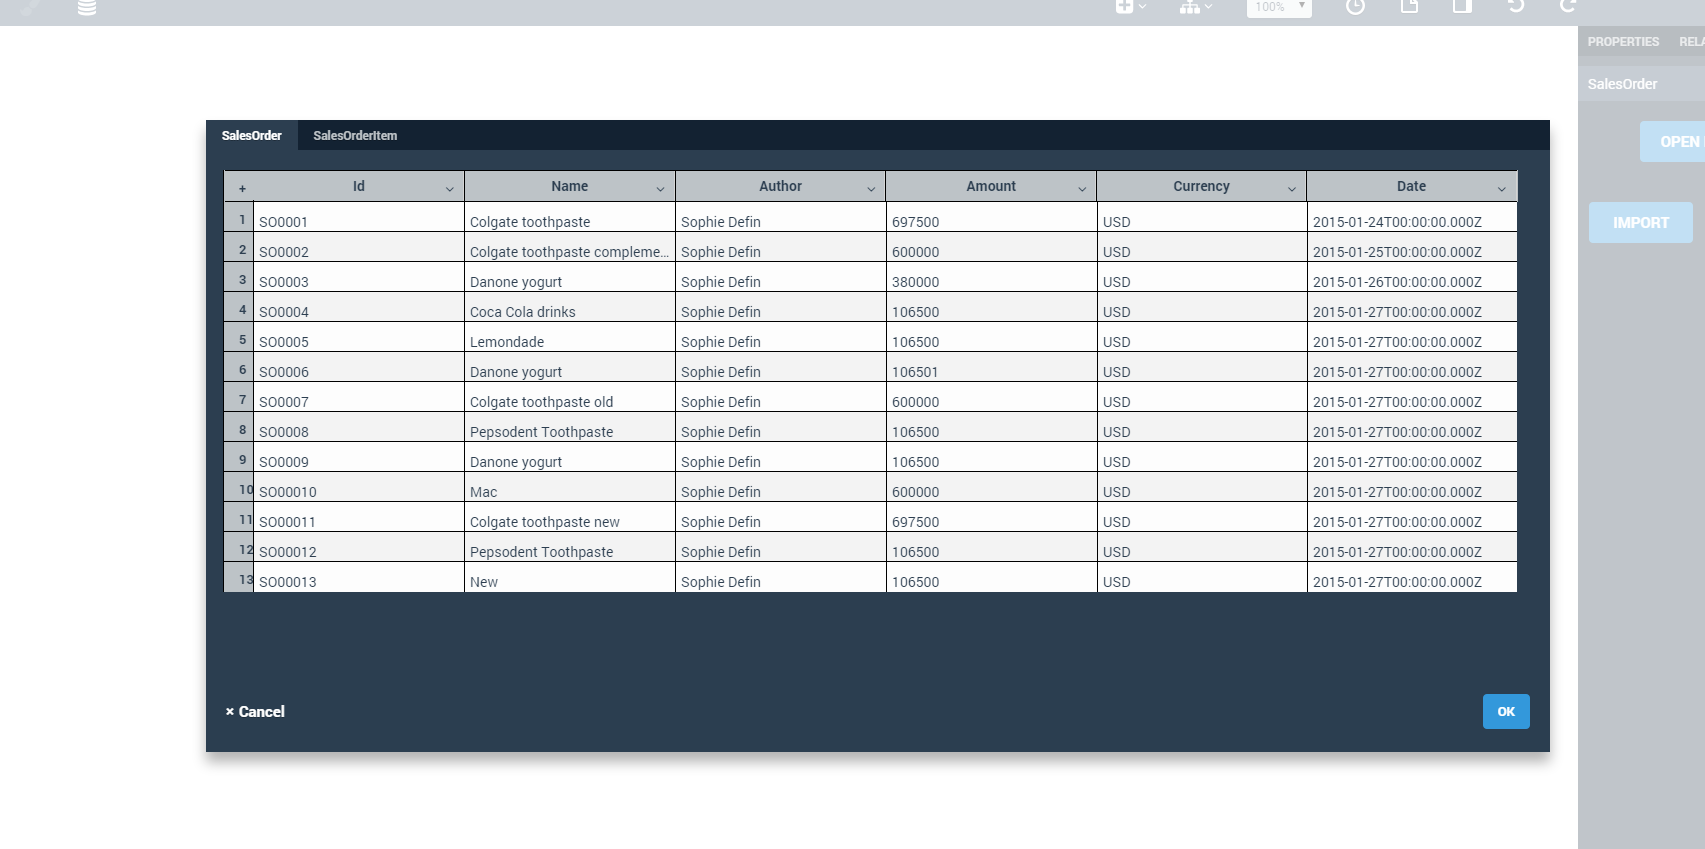 100%
PROPERTIES
SalesOrder
OPEN
IMPORT
SalesOrder SalesOrderItem
+ Id Name Author Amount Currency Date
1 SO0001 Colgate toothpaste Sophie Defin 697500 USD 2015-01-24T00:00:00.000Z
2 SO0002 Colgate toothpaste compleme... Sophie Defin 600000 USD 2015-01-25T00:00:00.000Z
3 SO0003 Danone yogurt Sophie Defin 380000 USD 2015-01-26T00:00:00.000Z
4 SO0004 Coca Cola drinks Sophie Defin 106500 USD 2015-01-27T00:00:00.000Z
5 SO0005 Lemondade Sophie Defin 106500 USD 2015-01-27T00:00:00.000Z
6 SO0006 Danone yogurt Sophie Defin 106501 USD 2015-01-27T00:00:00.000Z
7 SO0007 Colgate toothpaste old Sophie Defin 600000 USD 2015-01-27T00:00:00.000Z
8 SO0008 Pepsodent Toothpaste Sophie Defin 106500 USD 2015-01-27T00:00:00.000Z
9 SO0009 Danone yogurt Sophie Defin 106500 USD 2015-01-27T00:00:00.000Z
10 SO00010 Mac Sophie Defin 600000 USD 2015-01-27T00:00:00.000Z
11 SO00011 Colgate toothpaste new Sophie Defin 697500 USD 2015-01-27T00:00:00.000Z
12 SO00012 Pepsodent Toothpaste Sophie Defin 106500 USD 2015-01-27T00:00:00.000Z
13 SO00013 New Sophie Defin 106500 USD 2015-01-27T00:00:00.000Z
× Cancel OK